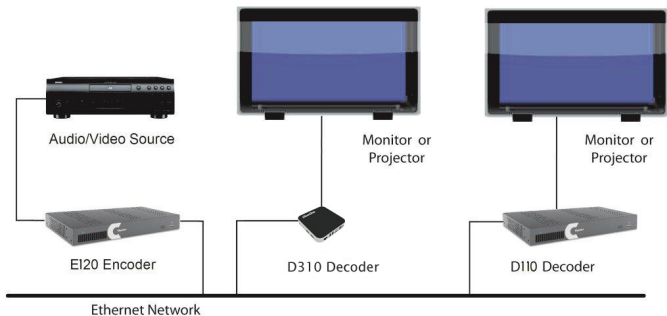 Audio/Video Source
Monitor or
Projector
Monitor or
Projector
E120 Encoder
D310 Decoder
D110 Decoder
Ethernet Network